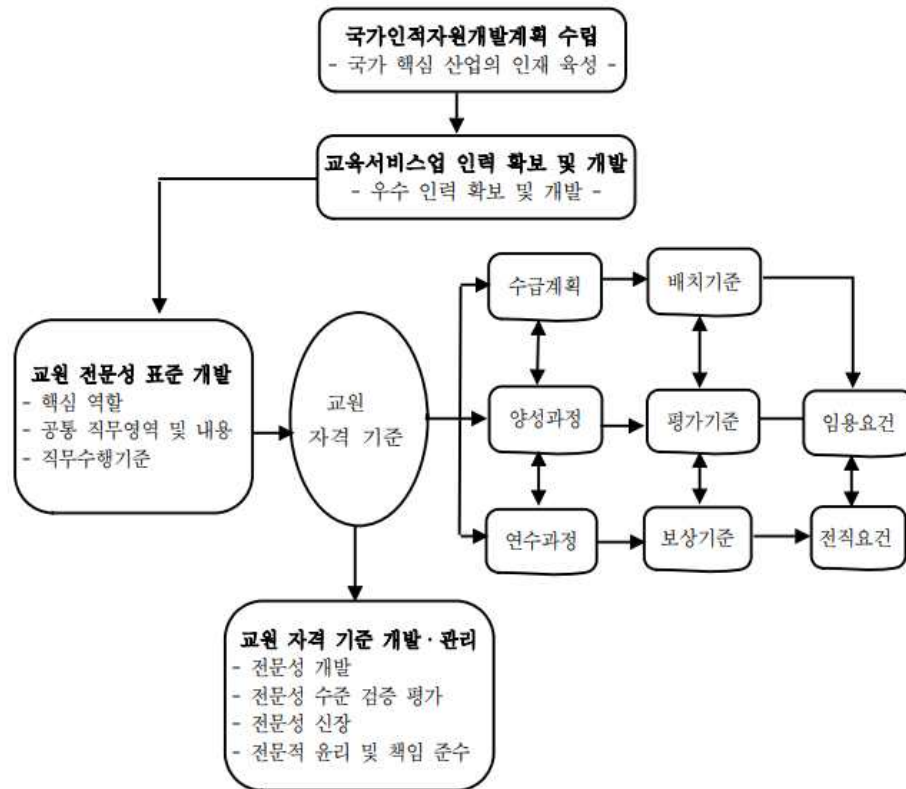 국가인적자원개발계획 수립
- 국가 핵심 산업의 인재 육성 -
교육서비스업 인력 확보 및 개발
- 우수 인력 확보 및 개발 -
수급계획
배치기준
교원 전문성 표준 개발
- 핵심 역할
- 공통 직무영역 및 내용
- 직무수행기준
교원
자격 기준
양성과정
평가기준
임용요건
연수과정
보상기준
전직요건
교원 자격 기준 개발·관리
- 전문성 개발
- 전문성 수준 검증 평가
- 전문성 신장
- 전문적 윤리 및 책임 준수